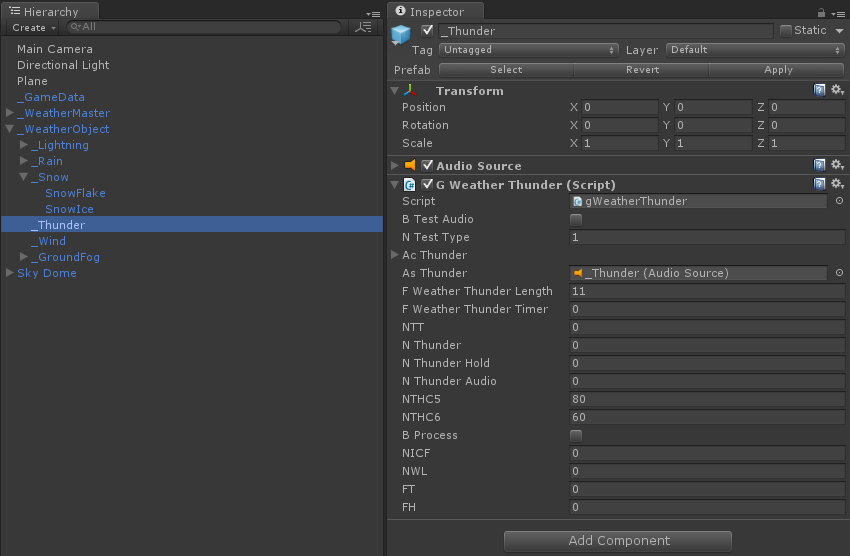 Hierarchy
Create All
Main Camera
Directional Light
Plane
_GameData
_WeatherMaster
_WeatherObject
_Lightning
_Rain
_Snow
SnowFlake
SnowIce
_Thunder
_Wind
_GroundFog
Sky Dome
Inspector
_Thunder Static
Tag Untagged Layer Default
Prefab Select Revert Apply
Transform
Position X 0 Y 0 Z 0
Rotation X 0 Y 0 Z 0
Scale X 1 Y 1 Z 1
Audio Source
G Weather Thunder (Script)
Script gWeatherThunder
B Test Audio
N Test Type 1
Ac Thunder
As Thunder _Thunder (Audio Source)
F Weather Thunder Length 11
F Weather Thunder Timer 0
NTT 0
N Thunder 0
N Thunder Hold 0
N Thunder Audio 0
NTHC5 80
NTHC6 60
B Process
NICF 0
NWL 0
FT 0
FH 0
Add Component